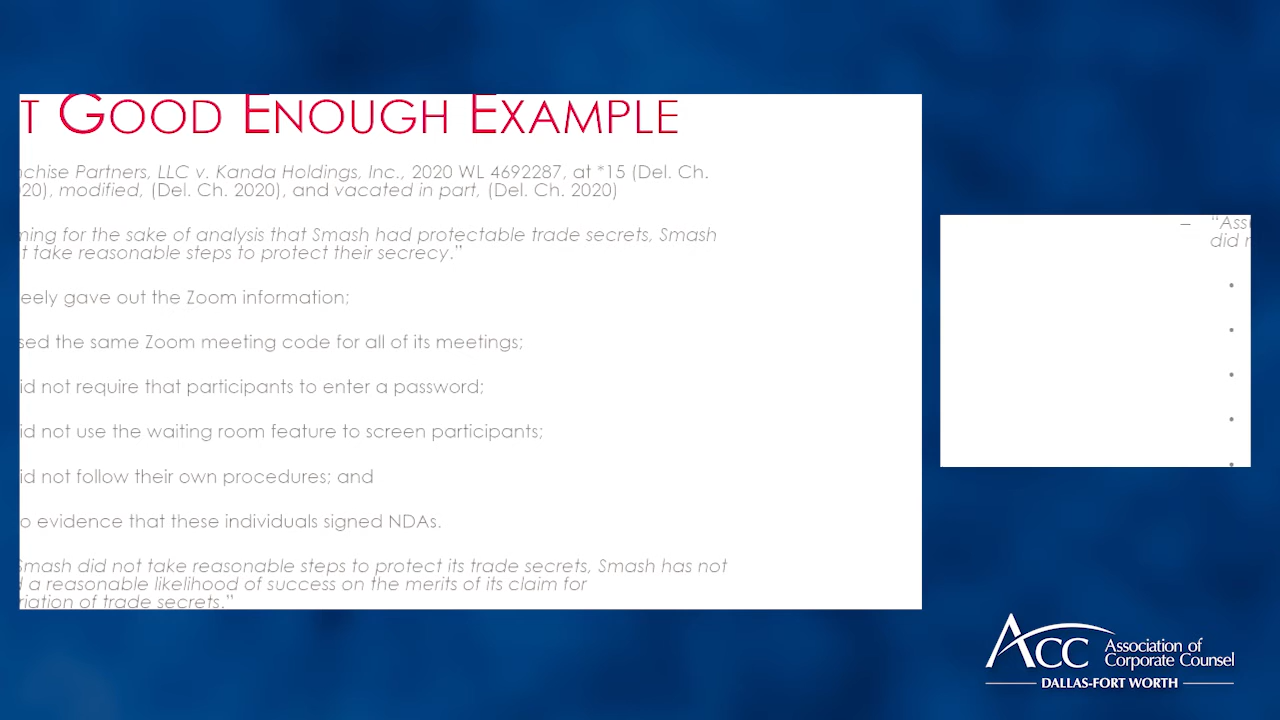 T GOOD ENOUGH EXAMPLE
nchise Partners, LLC v. Kanda Holdings, Inc., 2020 WL 4692287, at *15 (Del. Ch.
20), modified, (Del. Ch. 2020), and vacated in part, (Del. Ch. 2020)
ming for the sake of analysis that Smash had protectable trade secrets, Smash
t take reasonable steps to protect their secrecy.”
eely gave out the Zoom information;
sed the same Zoom meeting code for all of its meetings;
id not require that participants to enter a password;
id not use the waiting room feature to screen participants;
id not follow their own procedures; and
o evidence that these individuals signed NDAs.
Smash did not take reasonable steps to protect its trade secrets, Smash has not
d a reasonable likelihood of success on the merits of its claim for
riation of trade secrets.”
– “Ass
did n
•
•
•
•
•
ACC Association of
Corporate Counsel
DALLAS-FORT WORTH